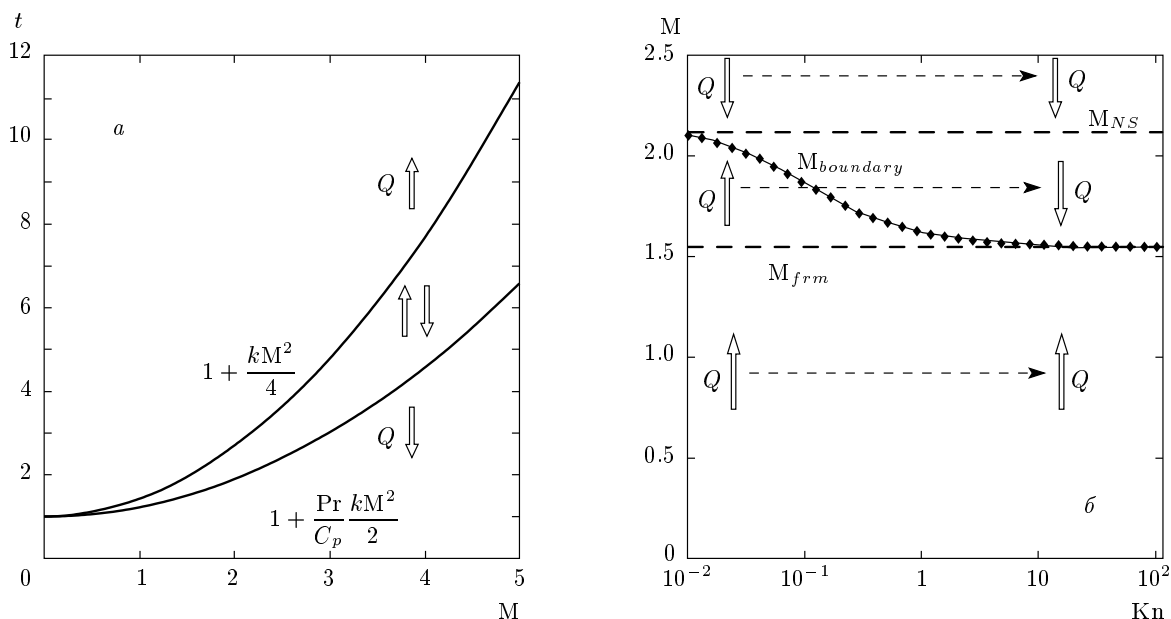 t
12
10
8
6
4
2
0
1
2
3
4
5
M
а
Q
Q
1 + kM²/4
1 + Pr/C_p kM²/2
M
2.5
2.0
1.5
1.0
0.5
0
10⁻²
10⁻¹
1
10
10²
Kn
Q
Q
M_NS
M_boundary
Q
Q
M_frm
Q
Q
б